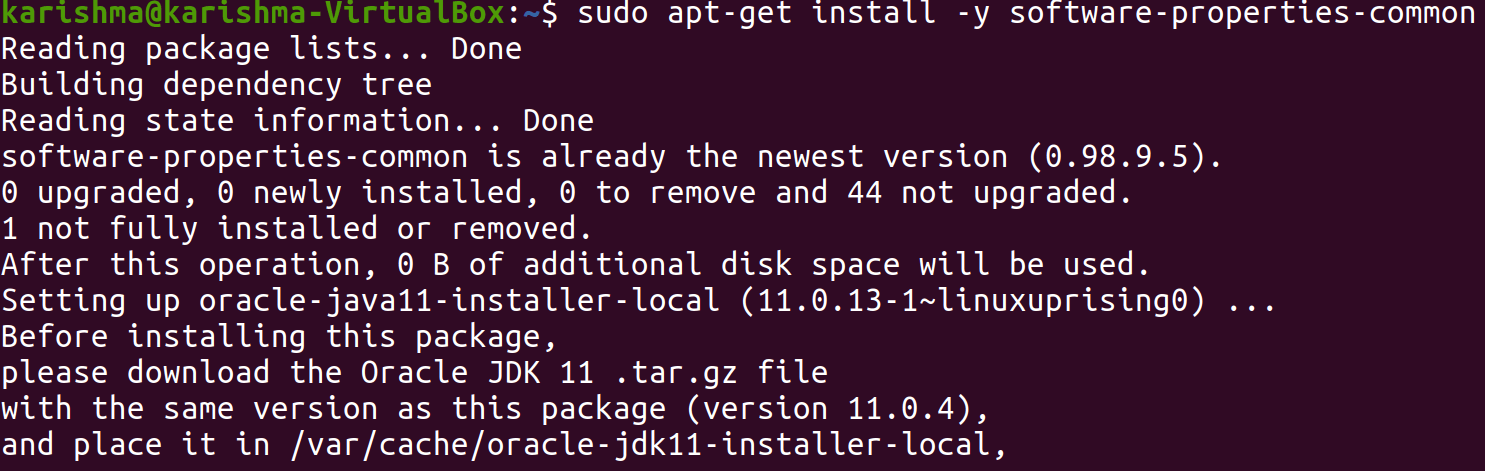 karishma@karishma-VirtualBox:~$ sudo apt-get install -y software-properties-common
Reading package lists... Done
Building dependency tree
Reading state information... Done
software-properties-common is already the newest version (0.98.9.5).
0 upgraded, 0 newly installed, 0 to remove and 44 not upgraded.
1 not fully installed or removed.
After this operation, 0 B of additional disk space will be used.
Setting up oracle-java11-installer-local (11.0.13-1~linuxuprising0) ...
Before installing this package,
please download the Oracle JDK 11 .tar.gz file
with the same version as this package (version 11.0.4),
and place it in /var/cache/oracle-jdk11-installer-local,